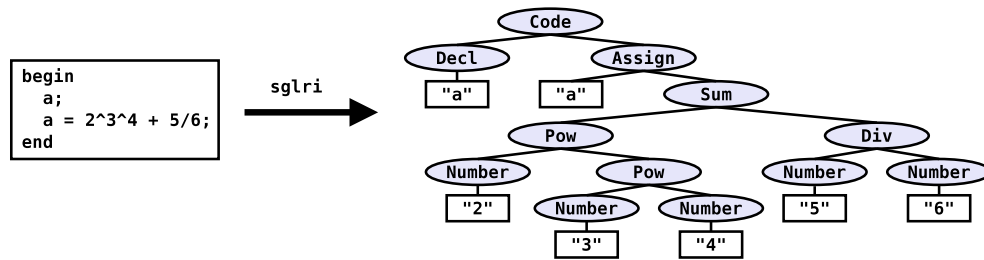 begin
a;
a = 2^3^4 + 5/6;
end
sglri
Code
Decl
Assign
"a"
"a"
Sum
Pow
Div
Number
Pow
Number
Number
"2"
Number
Number
"5"
"6"
"3"
"4"